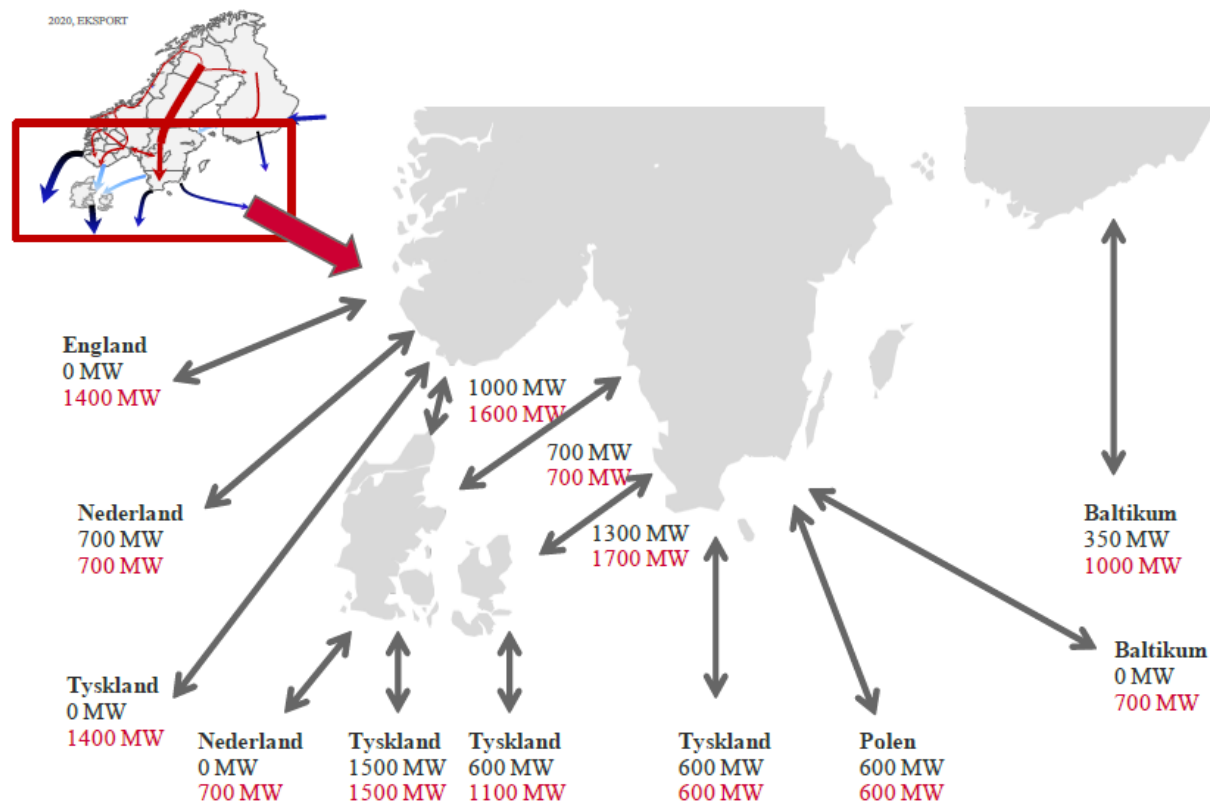 2020, EKSPORT
England
0 MW
1400 MW
1000 MW
1600 MW
700 MW
700 MW
1300 MW
1700 MW
Nederland
700 MW
700 MW
Baltikum
350 MW
1000 MW
Baltikum
0 MW
700 MW
Tyskland
0 MW
1400 MW
Nederland
0 MW
700 MW
Tyskland
1500 MW
1500 MW
Tyskland
600 MW
1100 MW
Tyskland
600 MW
600 MW
Polen
600 MW
600 MW